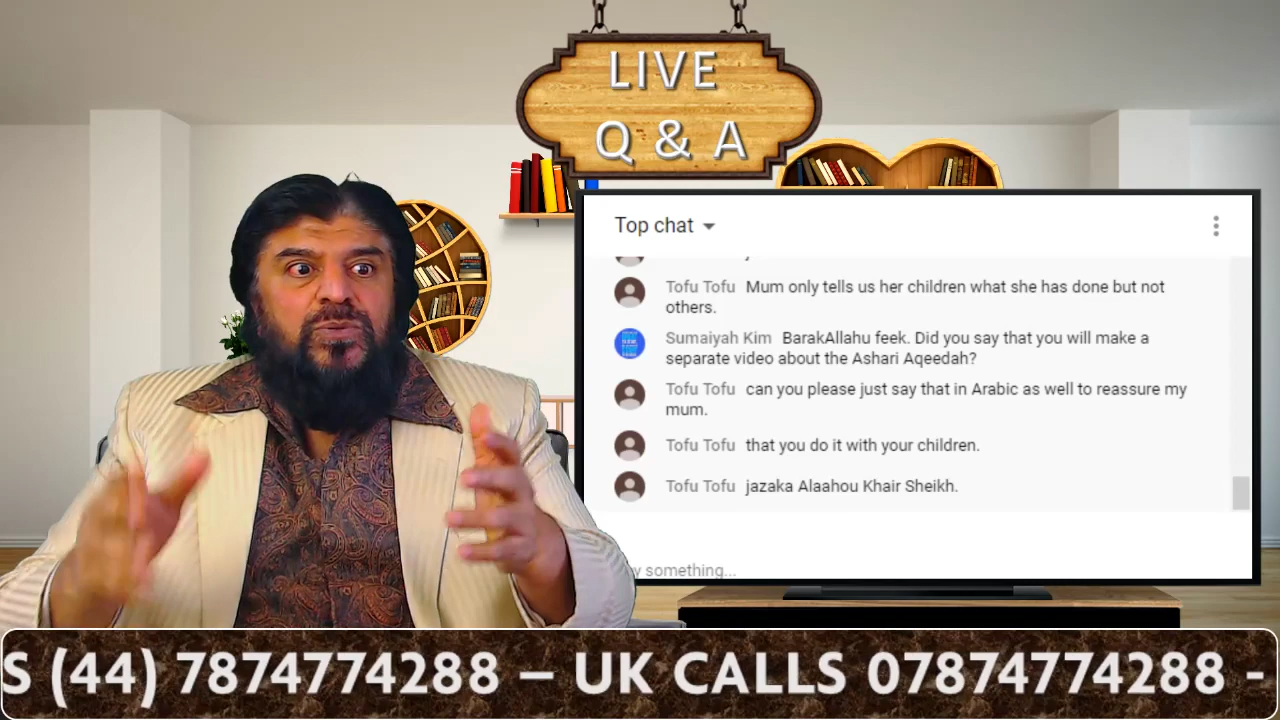 LIVE
Q & A
Top chat
Tofu Tofu Mum only tells us her children what she has done but not
others.
Sumaiyah Kim BarakAllahu feek. Did you say that you will make a
separate video about the Ashari Aqeedah?
Tofu Tofu can you please just say that in Arabic as well to reassure my
mum.
Tofu Tofu that you do it with your children.
Tofu Tofu jazaka Alaahou Khair Sheikh.
something...
S (44) 7874774288 – UK CALLS 07874774288 -